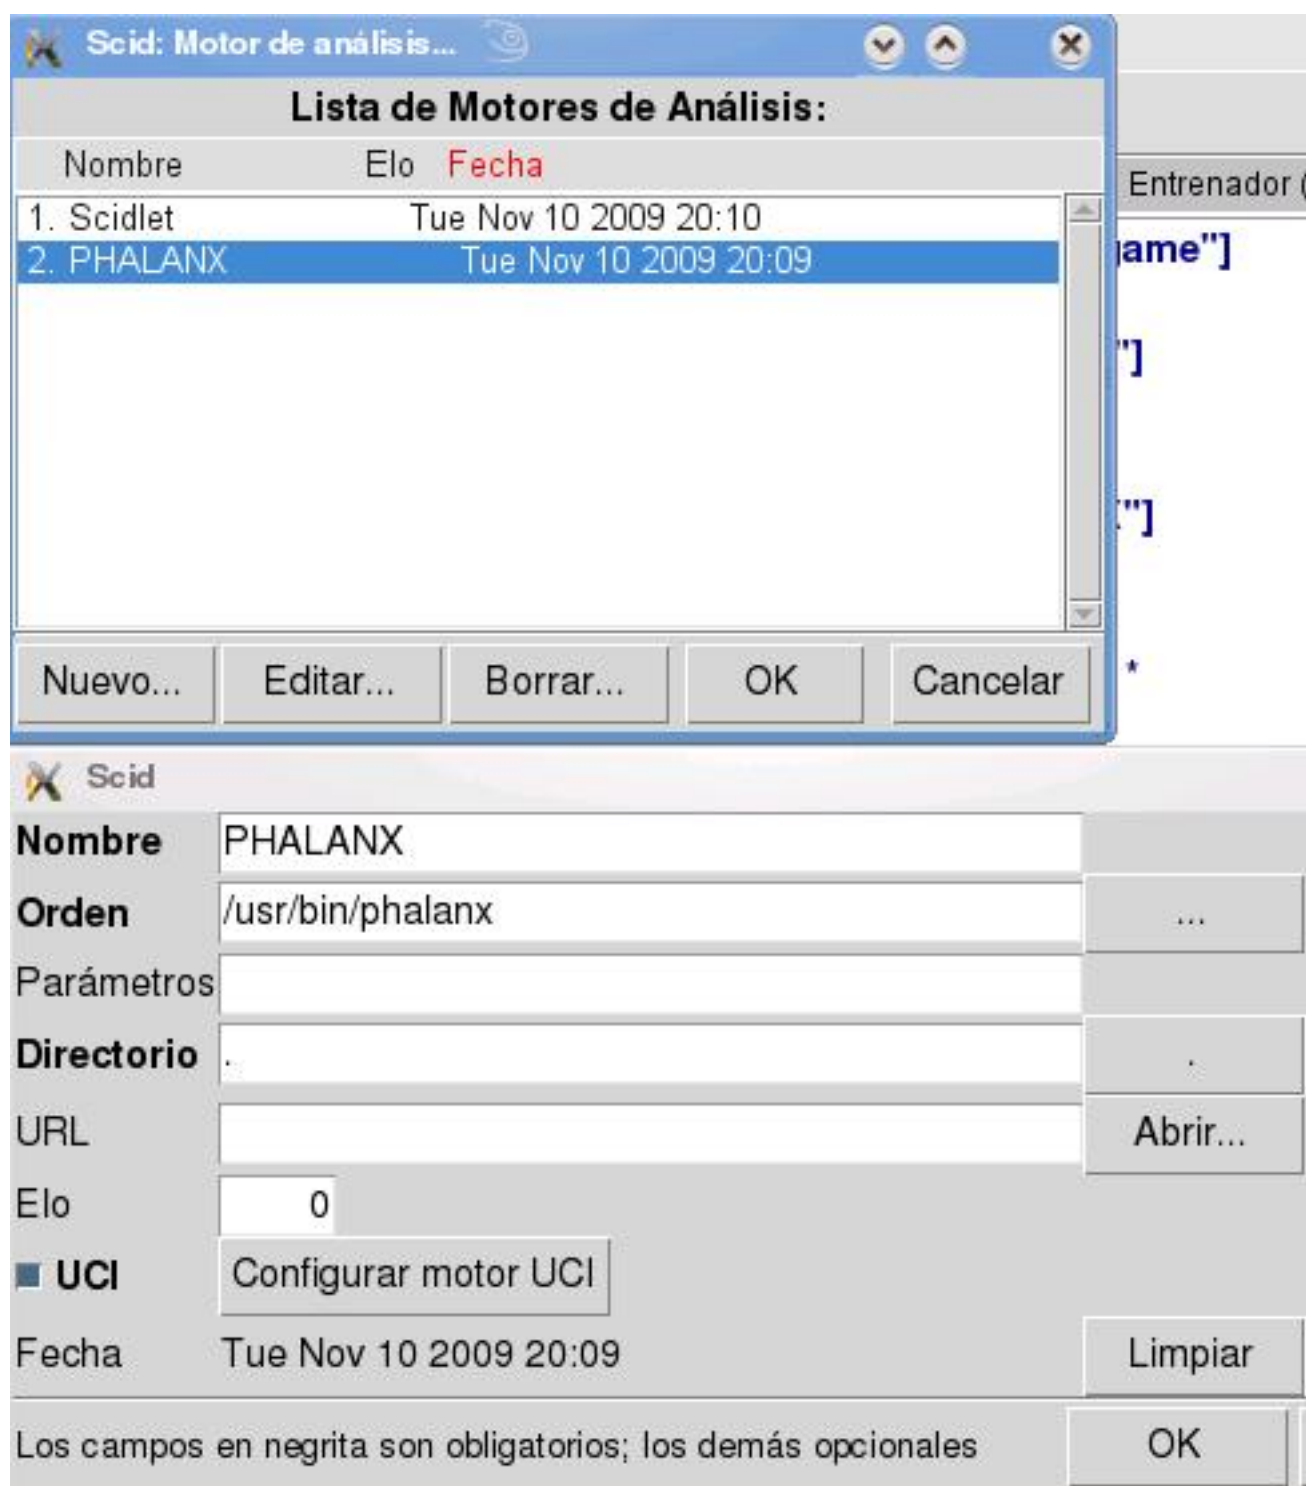 Scid: Motor de análisis...
Lista de Motores de Análisis:
Nombre Elo Fecha
1. Scidlet Tue Nov 10 2009 20:10
2. PHALANX Tue Nov 10 2009 20:09
Nuevo... Editar... Borrar... OK Cancelar
Entrenador (
ame"]
"]
"]
*
Scid
Nombre PHALANX
Orden /usr/bin/phalanx ...
Parámetros
Directorio . .
URL Abrir...
Elo 0
UCI Configurar motor UCI
Fecha Tue Nov 10 2009 20:09 Limpiar
Los campos en negrita son obligatorios; los demás opcionales OK